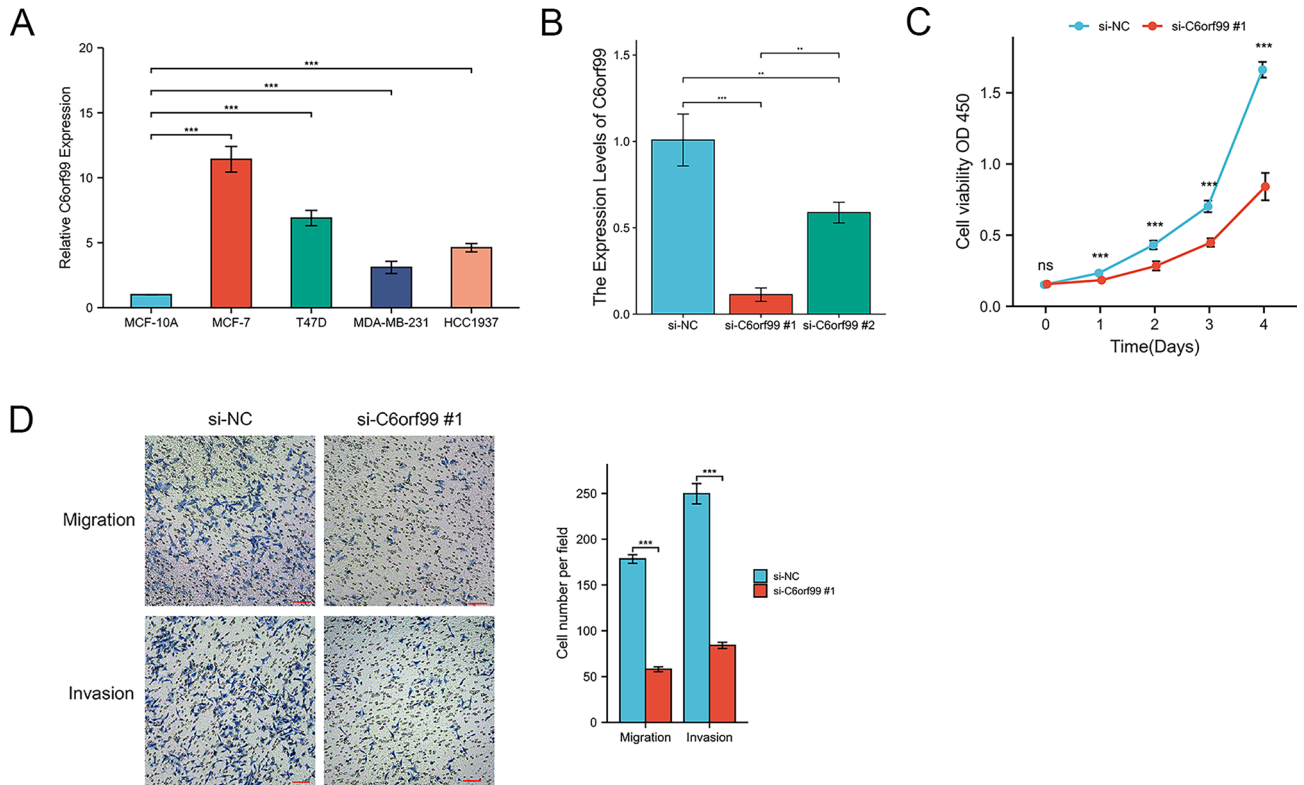 A
Relative C6orf99 Expression
20
15
10
5
0
***
***
***
***
MCF-10A
MCF-7
T47D
MDA-MB-231
HCC1937
B
The Expression Levels of C6orf99
1.5
1.0
0.5
0.0
**
**
***
si-NC
si-C6orf99 #1
si-C6orf99 #2
C
si-NC
si-C6orf99 #1
Cell viability OD 450
1.5
1.0
0.5
0.0
ns
***
***
***
***
0
1
2
3
4
Time(Days)
D
si-NC
si-C6orf99 #1
Migration
Invasion
Cell number per field
250
200
150
100
50
0
***
***
Migration
Invasion
si-NC
si-C6orf99 #1